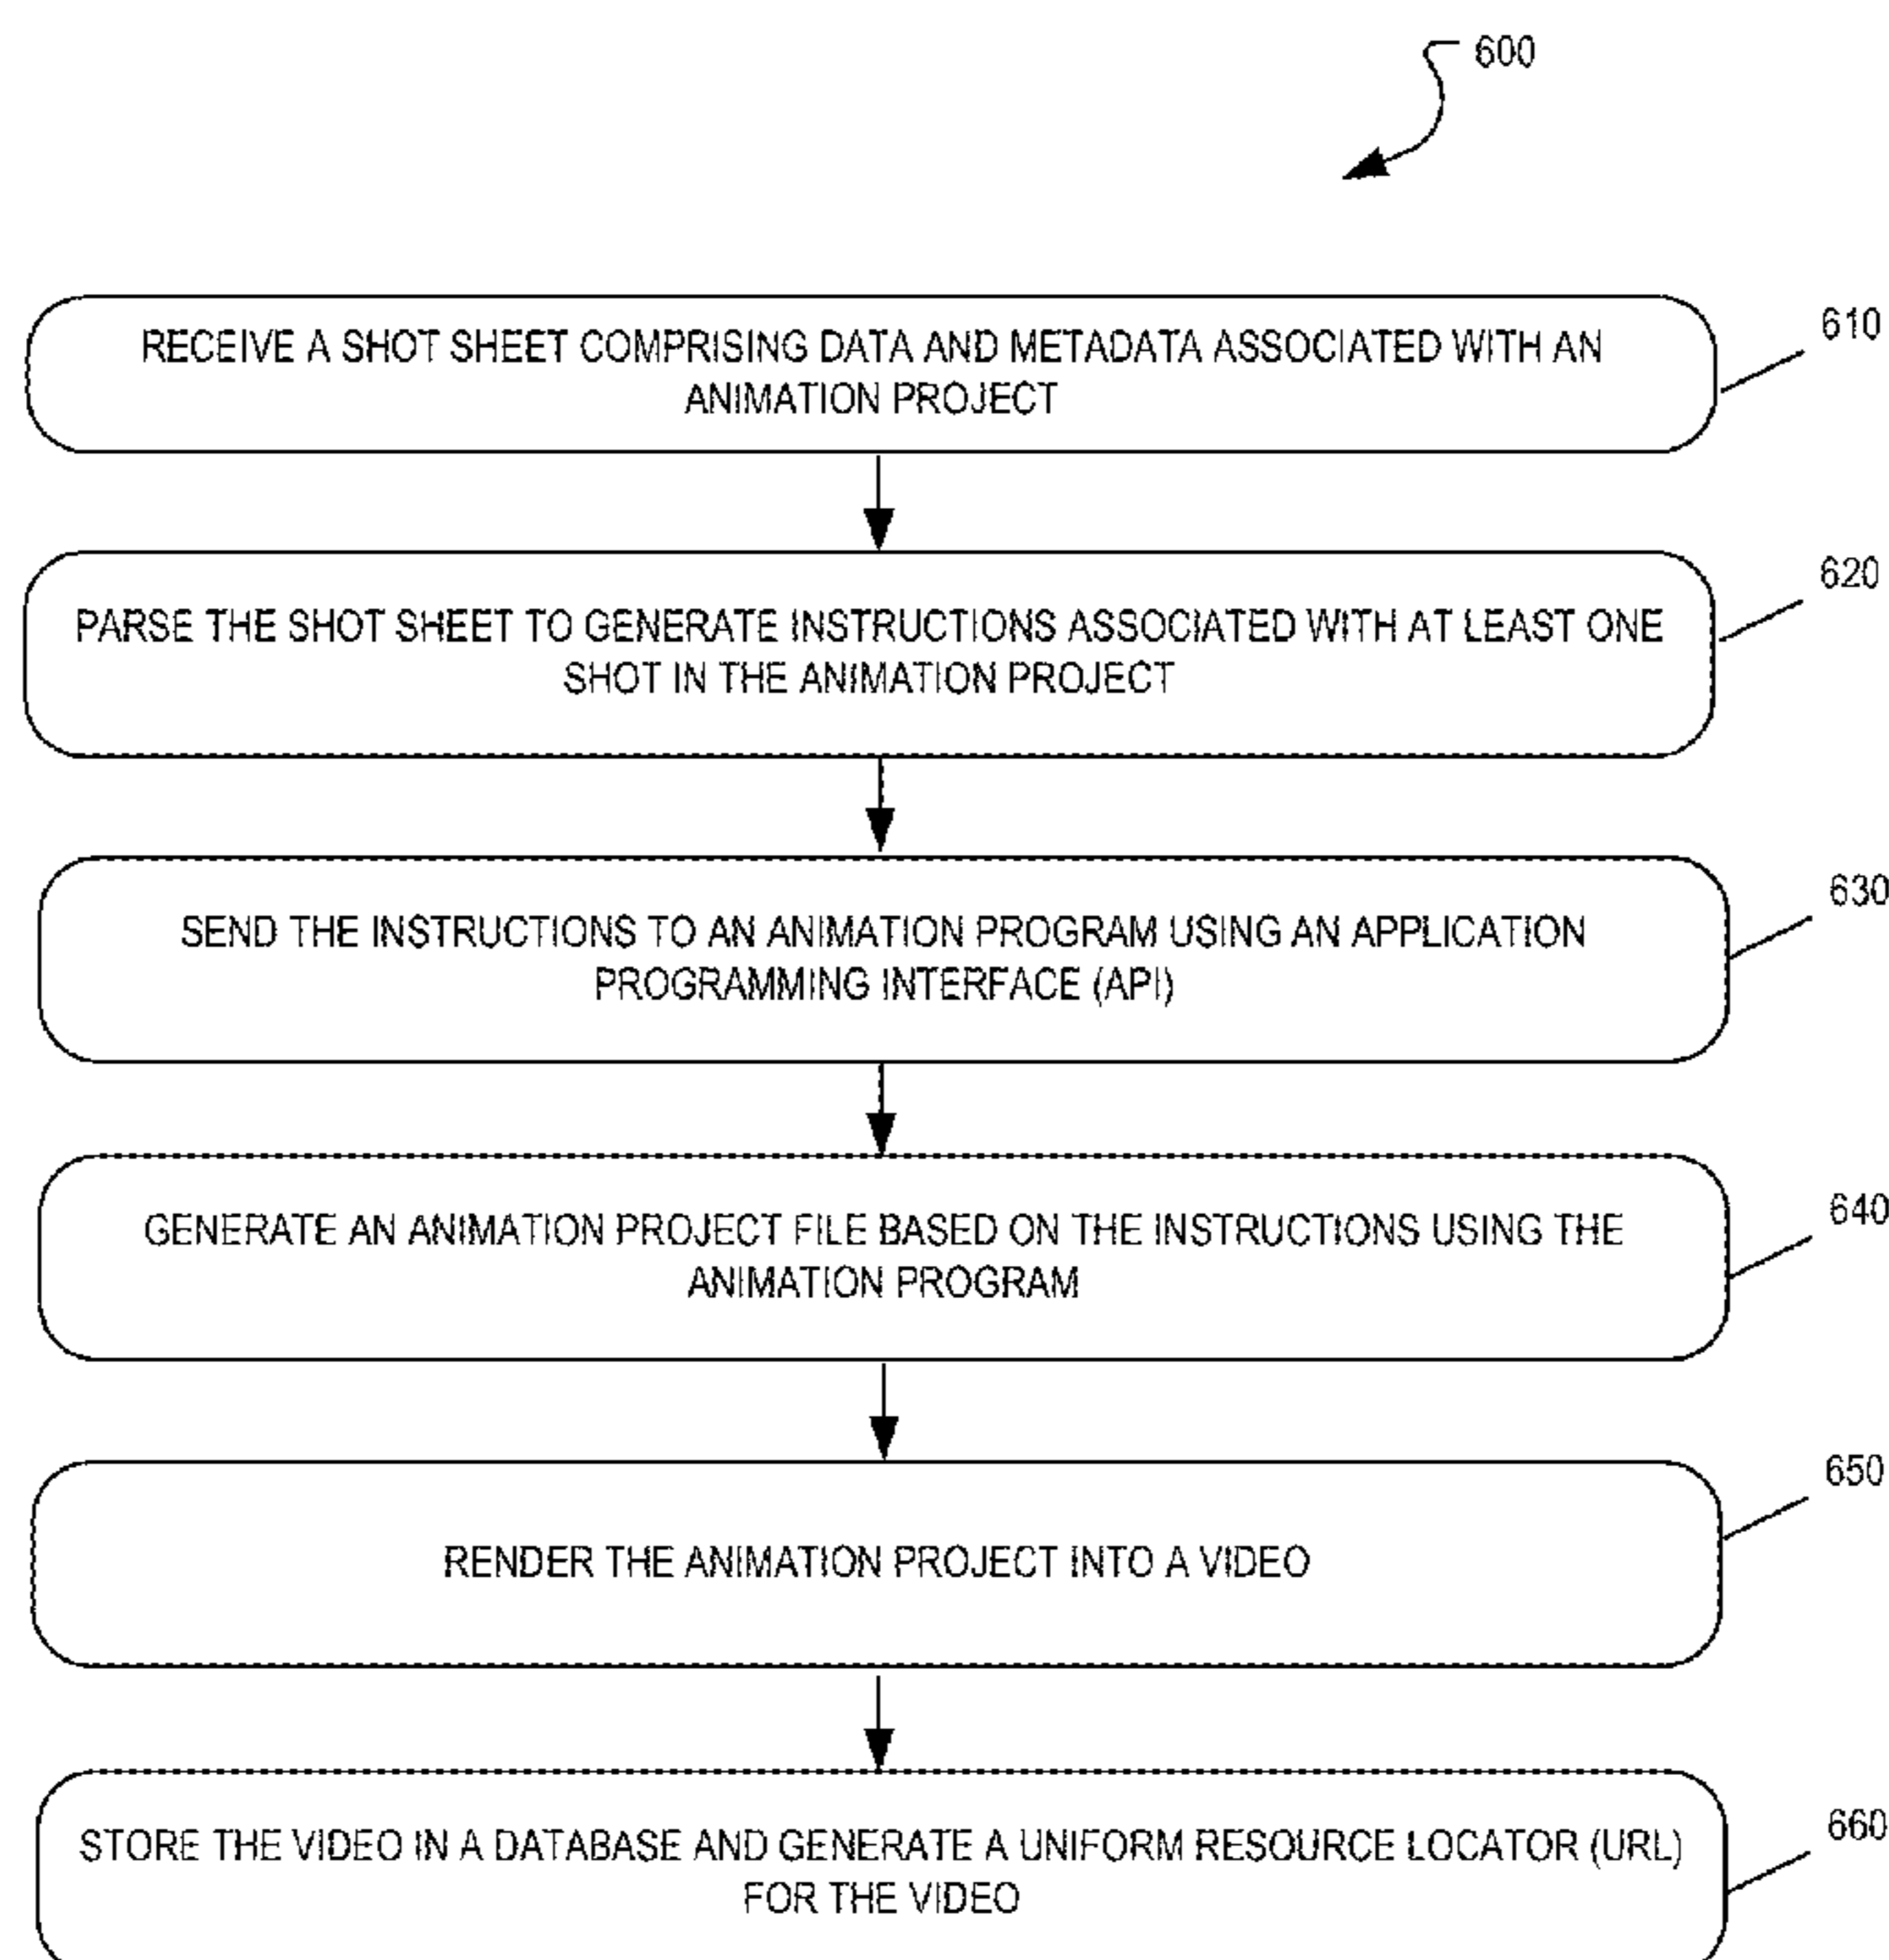 600
610
RECEIVE A SHOT SHEET COMPRISING DATA AND METADATA ASSOCIATED WITH AN
ANIMATION PROJECT
620
PARSE THE SHOT SHEET TO GENERATE INSTRUCTIONS ASSOCIATED WITH AT LEAST ONE
SHOT IN THE ANIMATION PROJECT
630
SEND THE INSTRUCTIONS TO AN ANIMATION PROGRAM USING AN APPLICATION
PROGRAMMING INTERFACE (API)
640
GENERATE AN ANIMATION PROJECT FILE BASED ON THE INSTRUCTIONS USING THE
ANIMATION PROGRAM
650
RENDER THE ANIMATION PROJECT INTO A VIDEO
660
STORE THE VIDEO IN A DATABASE AND GENERATE A UNIFORM RESOURCE LOCATOR (URL)
FOR THE VIDEO